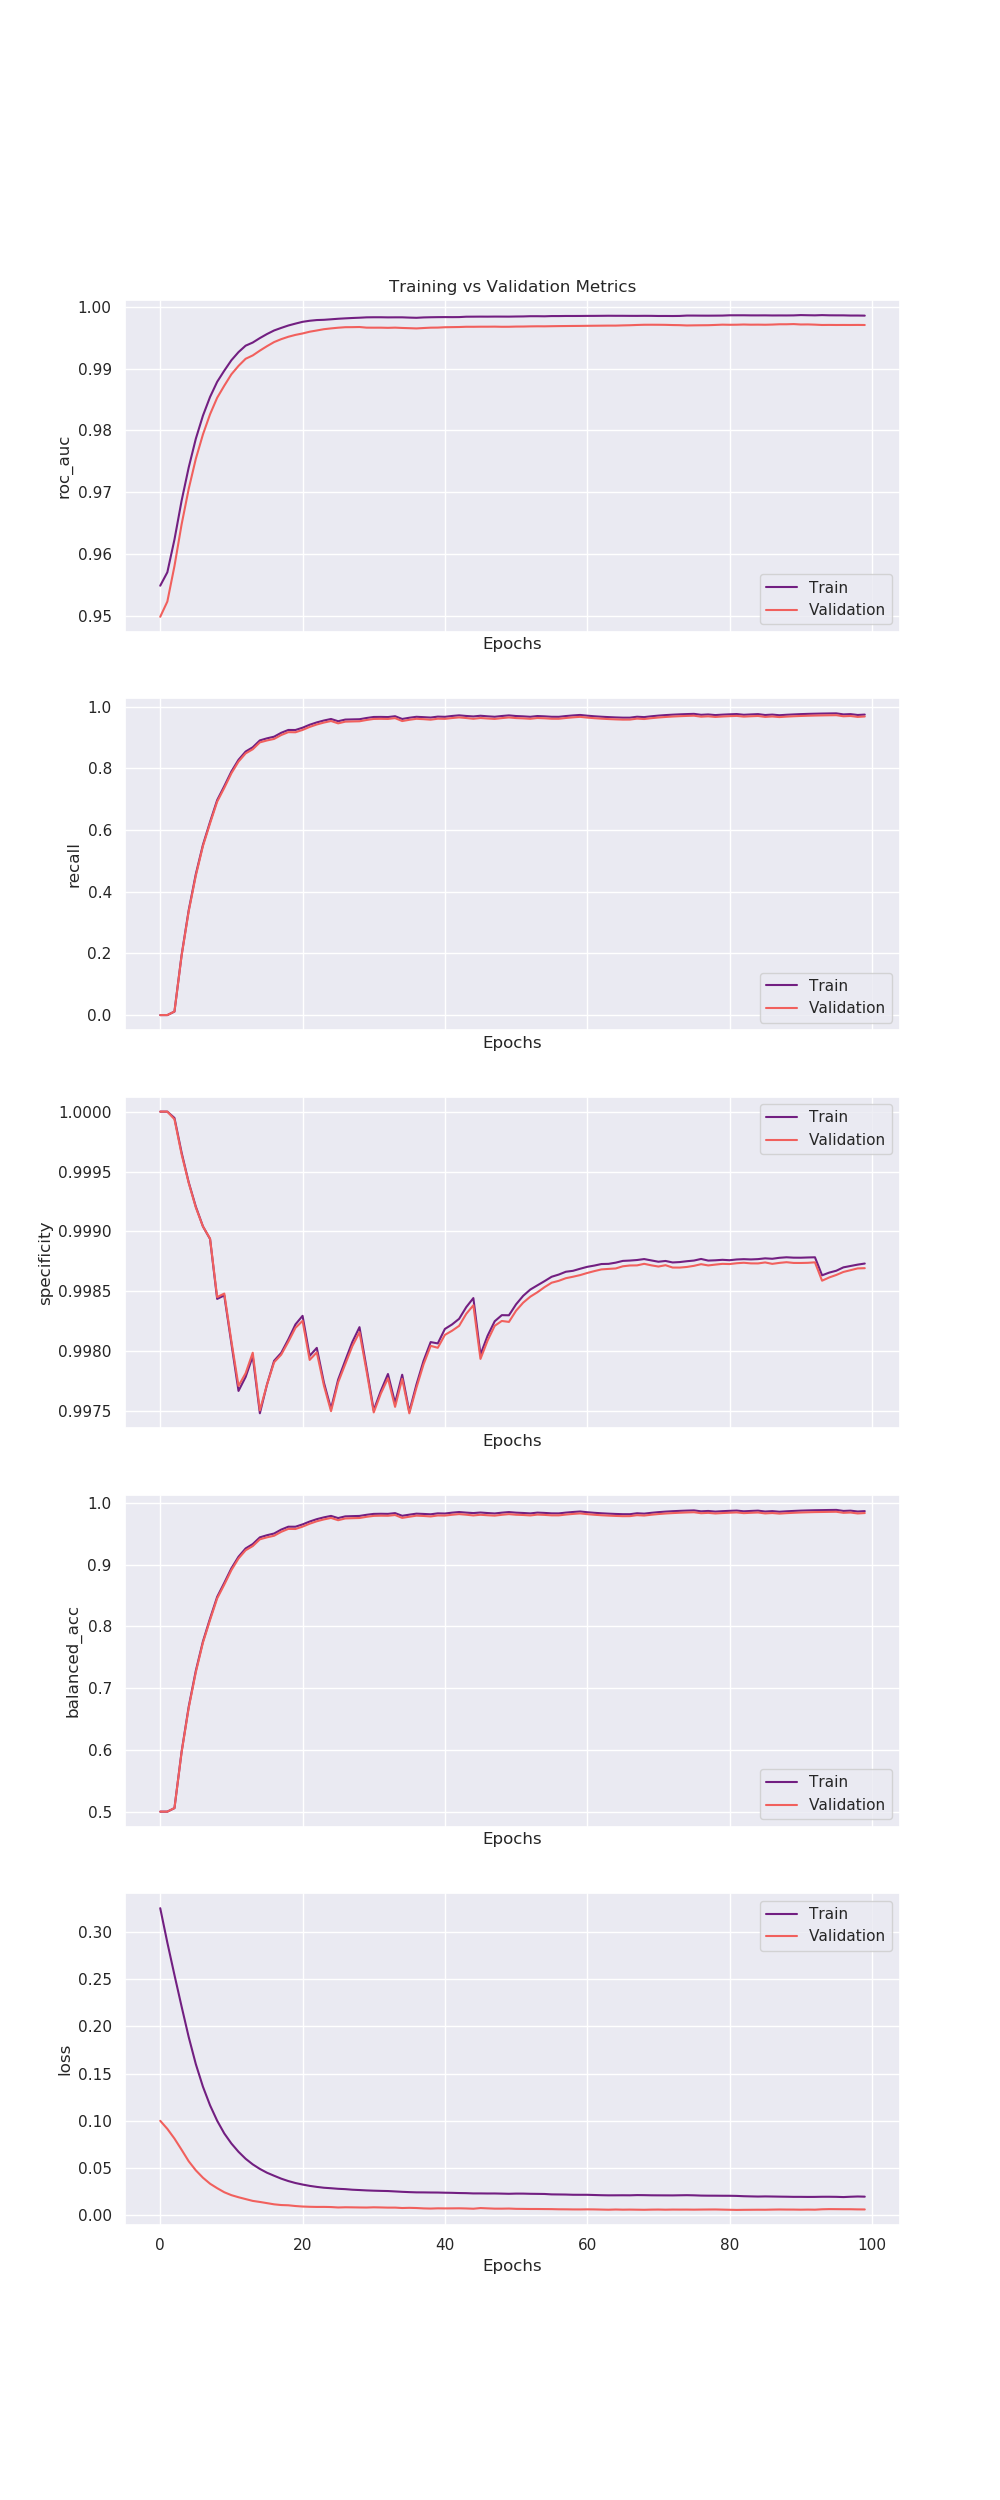 Training vs Validation Metrics
1.00
0.99
0.98
0.97
0.96
0.95
roc_auc
Train
Validation
Epochs
1.0
0.8
0.6
0.4
0.2
0.0
recall
Train
Validation
Epochs
1.0000
0.9995
0.9990
0.9985
0.9980
0.9975
specificity
Train
Validation
Epochs
1.0
0.9
0.8
0.7
0.6
0.5
balanced_acc
Train
Validation
Epochs
0.30
0.25
0.20
0.15
0.10
0.05
0.00
loss
Train
Validation
0 20 40 60 80 100
Epochs